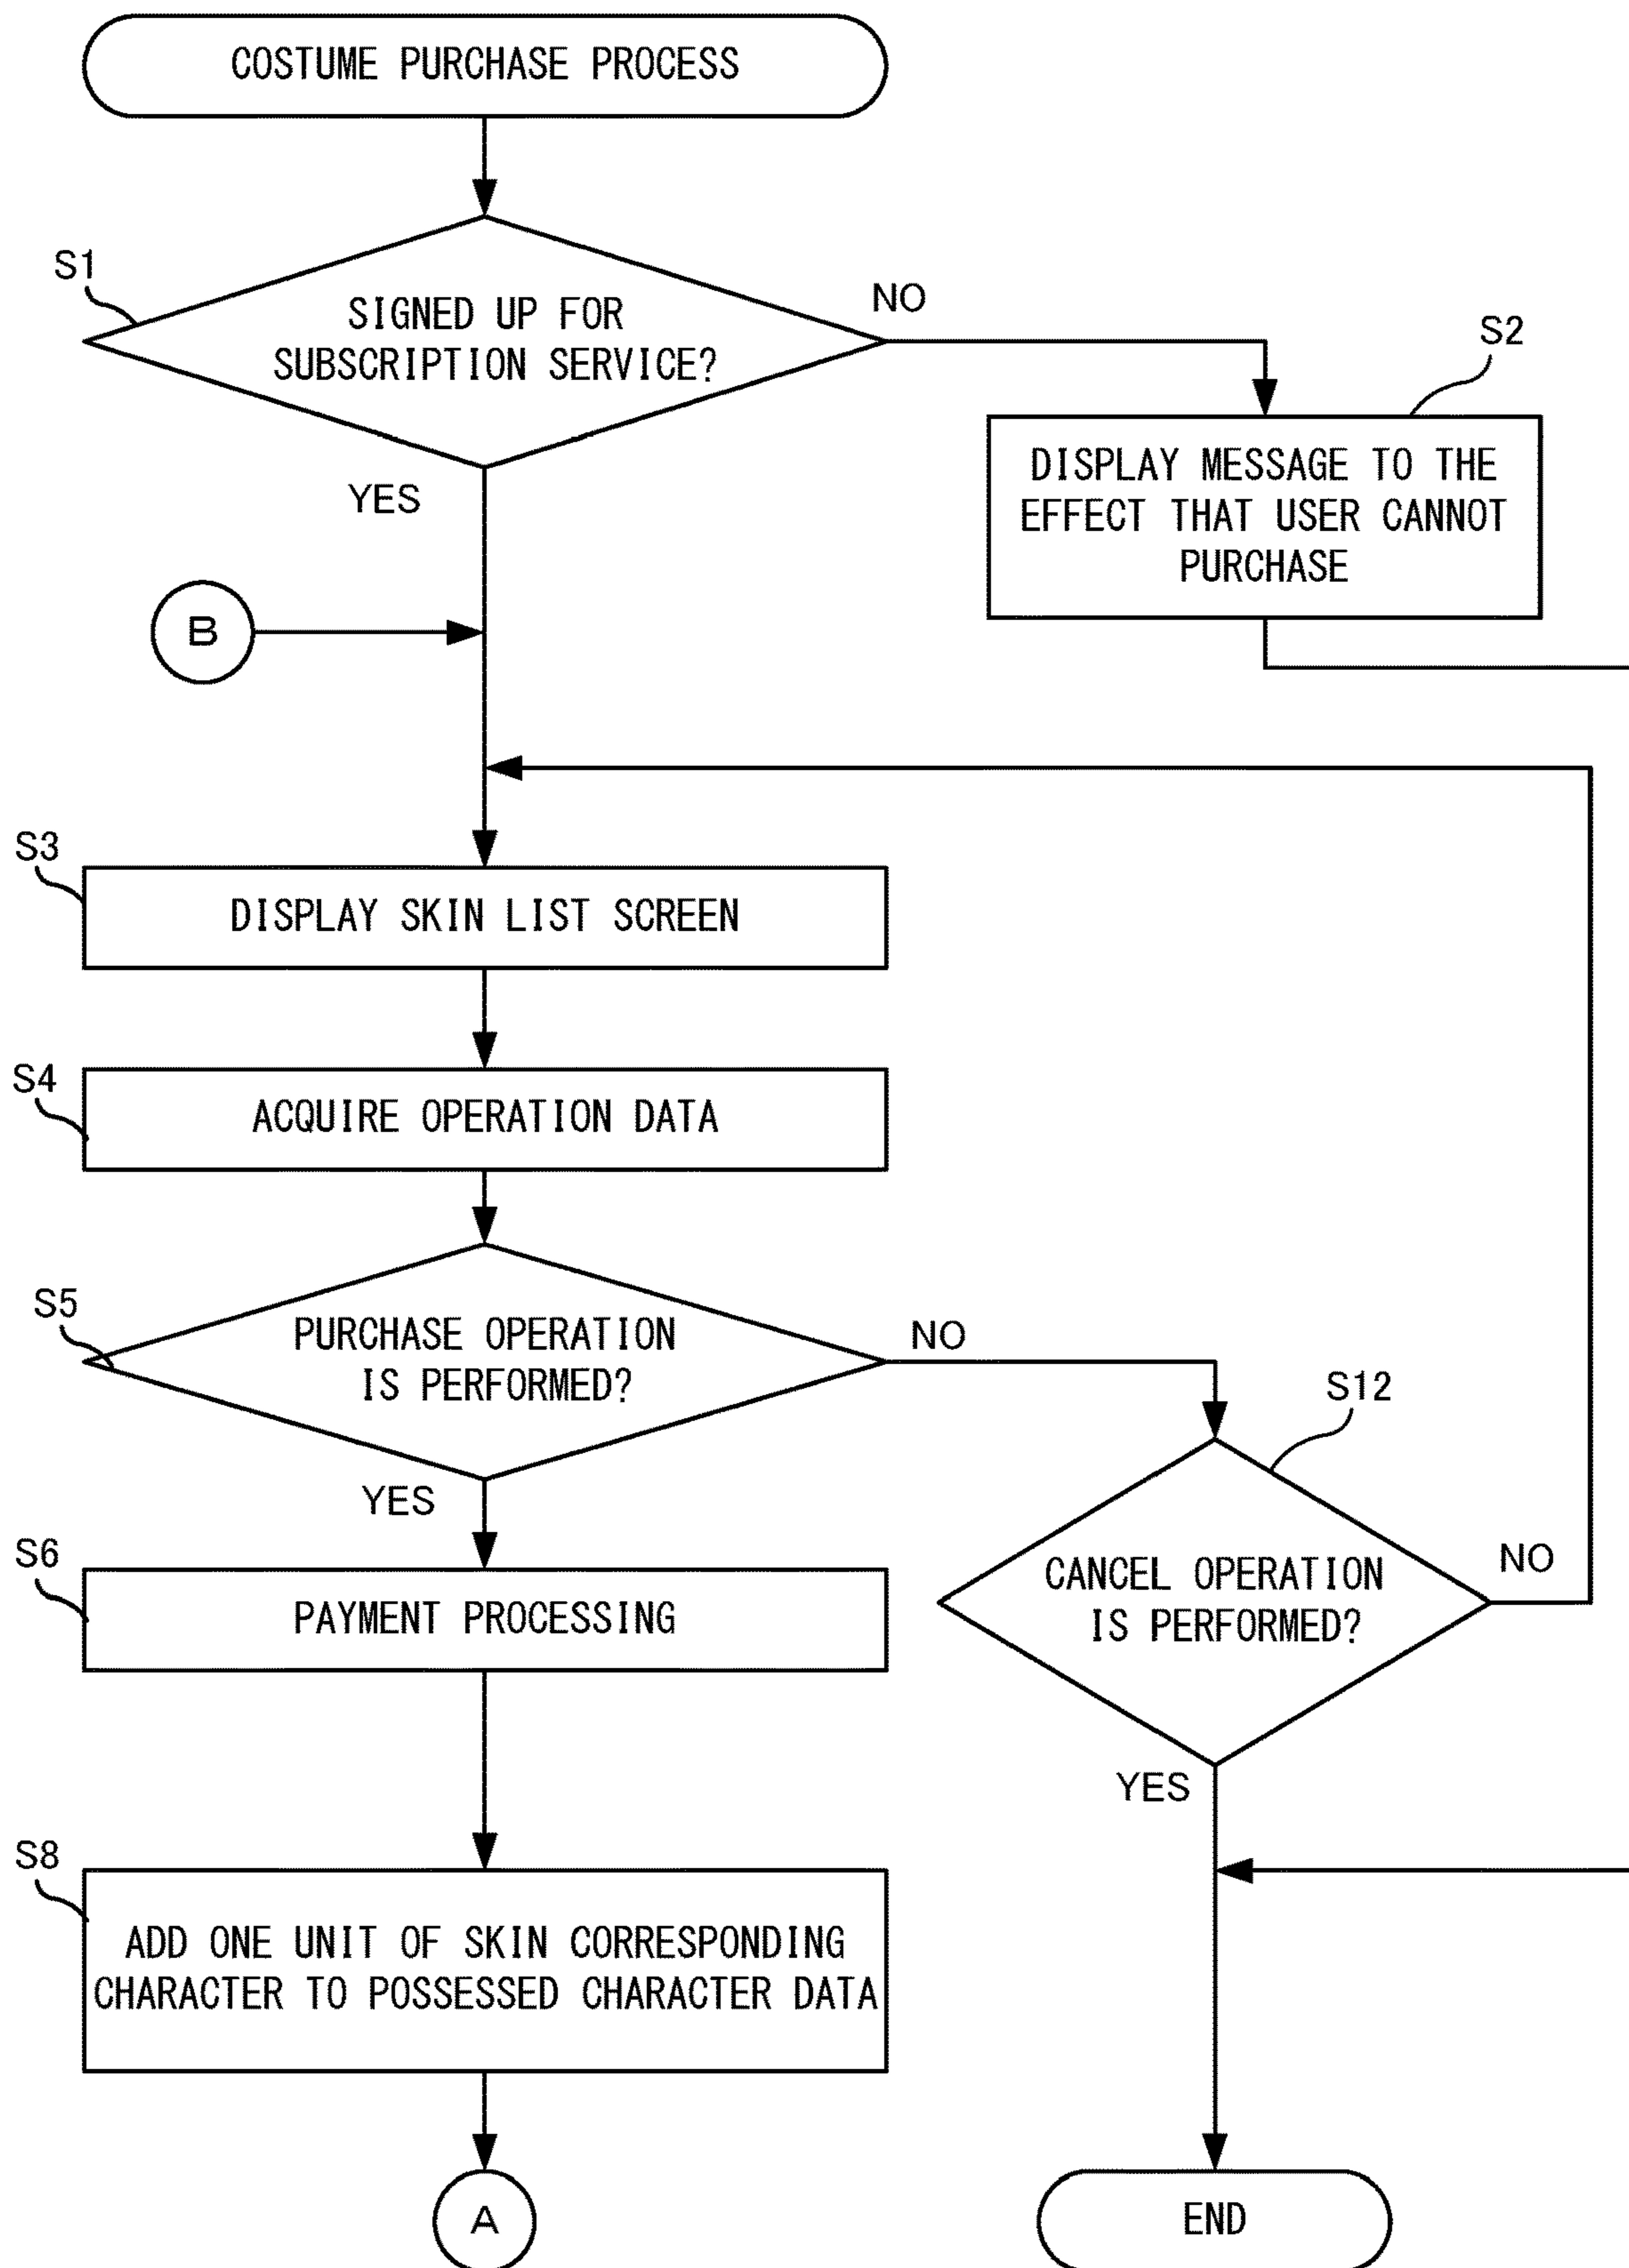 COSTUME PURCHASE PROCESS
S1
SIGNED UP FOR
SUBSCRIPTION SERVICE?
NO
YES
S2
DISPLAY MESSAGE TO THE
EFFECT THAT USER CANNOT
PURCHASE
B
S3
DISPLAY SKIN LIST SCREEN
S4
ACQUIRE OPERATION DATA
S5
PURCHASE OPERATION
IS PERFORMED?
NO
YES
S12
CANCEL OPERATION
IS PERFORMED?
NO
YES
S6
PAYMENT PROCESSING
S8
ADD ONE UNIT OF SKIN CORRESPONDING
CHARACTER TO POSSESSED CHARACTER DATA
A
END